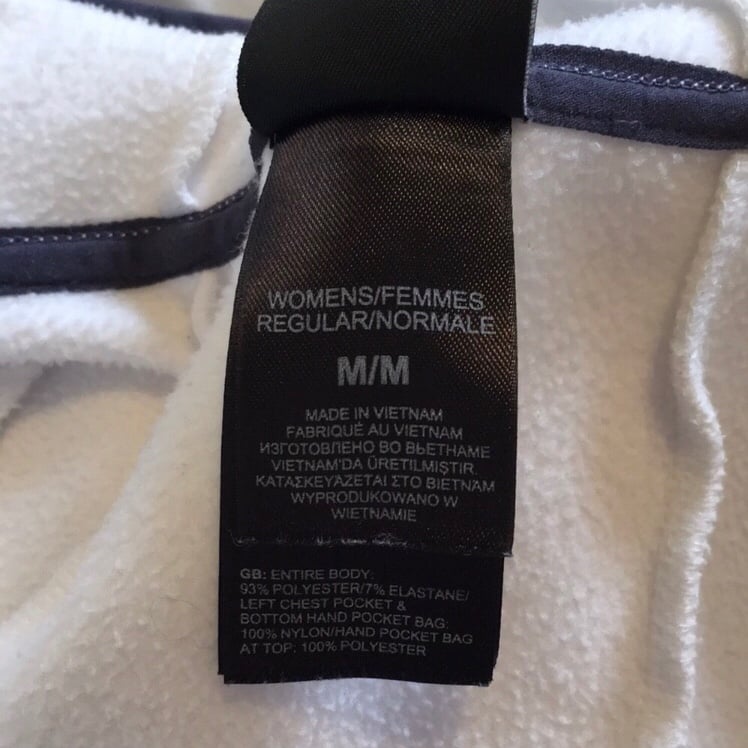 WOMENS/FEMMES
REGULAR/NORMALE
M/M
MADE IN VIETNAM
FABRIQUÉ AU VIETNAM
ИЗГОТОВЛЕНО ВО ВЬЕТНАМЕ
VIETNAM'DA ÜRETILMIŞTIR.
ΚΑΤΑΣΚΕΥΆΖΕΤΑΙ ΣΤΟ ΒΙΕΤΝΑΜ
WYPRODUKOWANO W
WIETNAMIE
GB: ENTIRE BODY:
93% POLYESTER/7% ELASTANE/
LEFT CHEST POCKET &
BOTTOM HAND POCKET BAG:
100% NYLON/HAND POCKET BAG
AT TOP: 100% POLYESTER